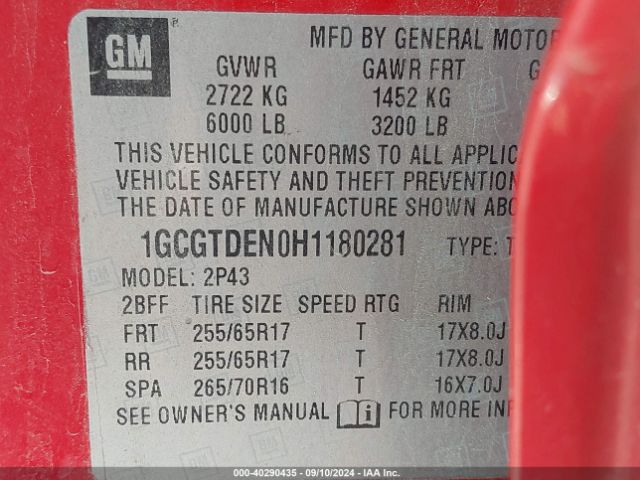 GM
MFD BY GENERAL MOTOR
GVWR GAWR FRT G
2722 KG 1452 KG
6000 LB 3200 LB
THIS VEHICLE CONFORMS TO ALL APPLIC
VEHICLE SAFETY AND THEFT PREVENTION
THE DATE OF MANUFACTURE SHOWN ABO
1GCGTDEN0H1180281 TYPE: T
MODEL: 2P43
2BFF TIRE SIZE SPEED RTG RIM
FRT 255/65R17 T 17X8.0J
RR 255/65R17 T 17X8.0J
SPA 265/70R16 T 16X7.0J
SEE OWNER'S MANUAL i FOR MORE INF
000-40290435 - 09/10/2024 - IAA Inc.